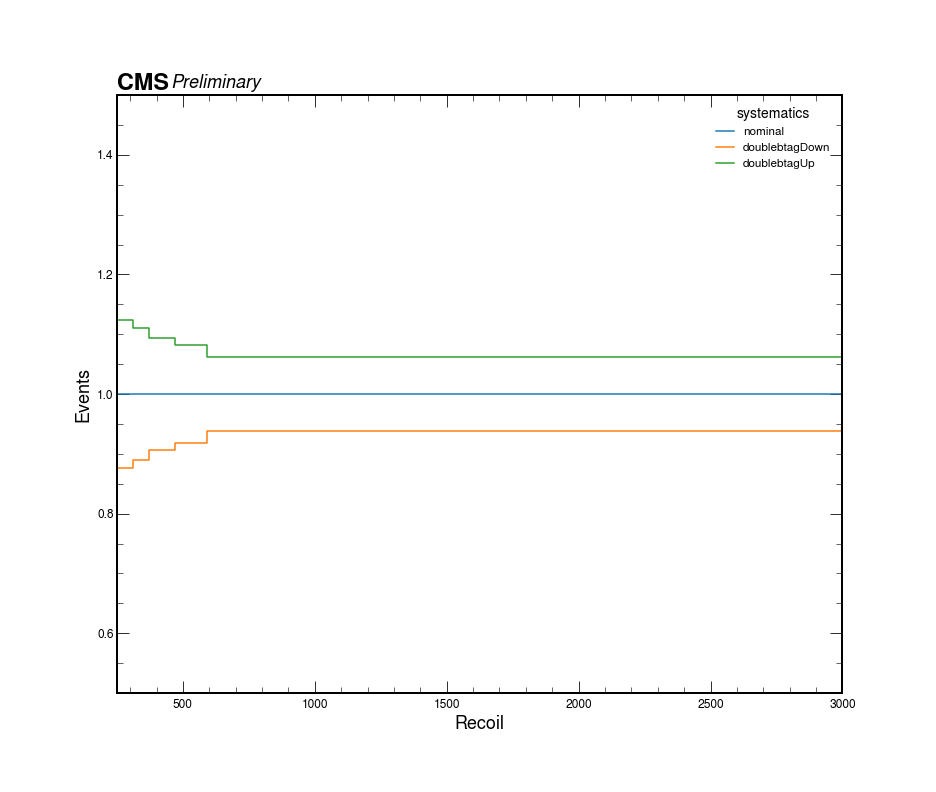 CMS Preliminary
systematics
nominal
doublebtagDown
doublebtagUp
1.4
1.2
1.0
0.8
0.6
Events
500 1000 1500 2000 2500 3000
Recoil